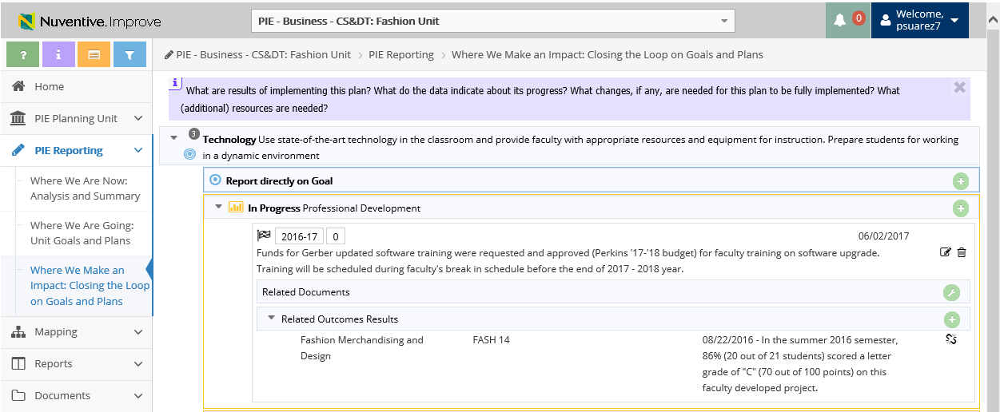 Nuventive.Improve
PIE - Business - CS&DT: Fashion Unit
0
Welcome,
psuarez7
? i
PIE - Business - CS&DT: Fashion Unit > PIE Reporting > Where We Make an Impact: Closing the Loop on Goals and Plans
Home
PIE Planning Unit
PIE Reporting
Where We Are Now:
Analysis and Summary
Where We Are Going:
Unit Goals and Plans
Where We Make an
Impact: Closing the Loop
on Goals and Plans
Mapping
Reports
Documents
i
What are results of implementing this plan? What do the data indicate about its progress? What changes, if any, are needed for this plan to be fully implemented? What
(additional) resources are needed?
3
Technology Use state-of-the-art technology in the classroom and provide faculty with appropriate resources and equipment for instruction. Prepare students for working
in a dynamic environment
Report directly on Goal
In Progress Professional Development
2016-17 0 06/02/2017
Funds for Gerber updated software training were requested and approved (Perkins '17-'18 budget) for faculty training on software upgrade.
Training will be scheduled during faculty's break in schedule before the end of 2017 - 2018 year.
Related Documents
Related Outcomes Results
Fashion Merchandising and
Design
FASH 14
08/22/2016 - In the summer 2016 semester,
86% (20 out of 21 students) scored a letter
grade of "C" (70 out of 100 points) on this
faculty developed project.